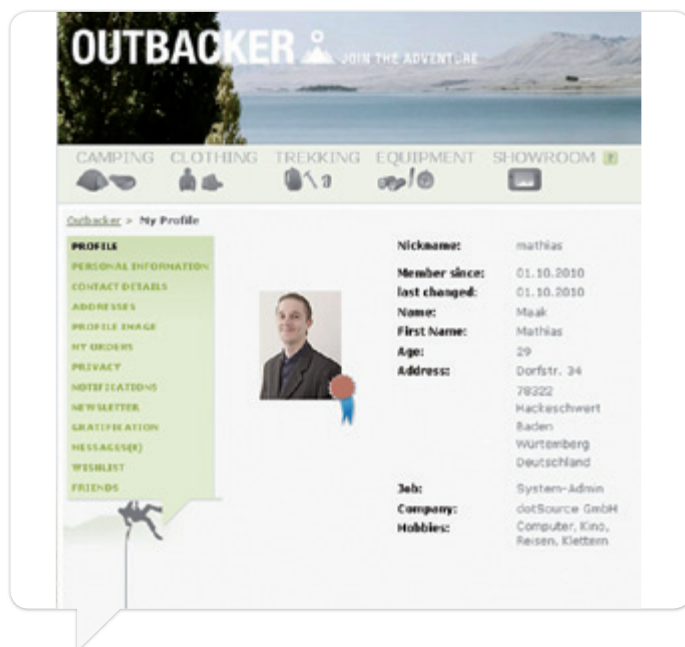 OUTBACKER JOIN THE ADVENTURE
CAMPING CLOTHING TREKKING EQUIPMENT SHOWROOM
Outbacker > My Profile
PROFILE
PERSONAL INFORMATION
CONTACT DETAILS
ADDRESSES
PROFILE IMAGE
MY ORDERS
PRIVACY
NOTIFICATIONS
NEWSLETTER
GRATIFICATION
MESSAGES(8)
WISHLIST
FRIENDS
Nickname: mathias
Member since: 01.10.2010
last changed: 01.10.2010
Name: Maak
First Name: Mathias
Age: 29
Address: Dorfstr. 34
78322
Hackeschwert
Baden
Würtemberg
Deutschland
Job: System-Admin
Company: dotSource GmbH
Hobbies: Computer, Kino,
Reisen, Klettern